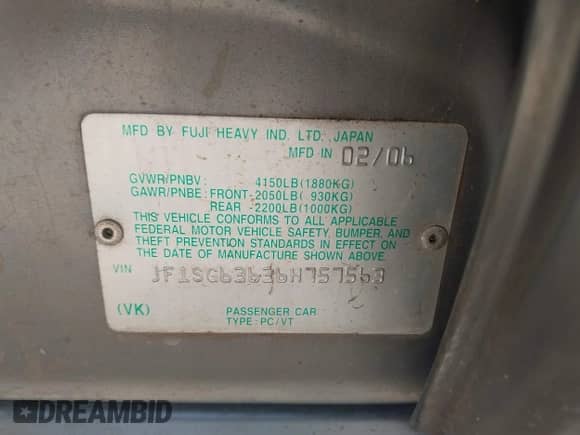 MFD BY FUJI HEAVY IND. LTD., JAPAN
MFD IN 02/06
GVWR/PNBV: 4150LB(1880KG)
GAWR/PNBE: FRONT-2050LB( 930KG)
REAR -2200LB(1000KG)
THIS VEHICLE CONFORMS TO ALL APPLICABLE
FEDERAL MOTOR VEHICLE SAFETY, BUMPER, AND
THEFT PREVENTION STANDARDS IN EFFECT ON
THE DATE OF MANUFACTURE SHOWN ABOVE.
VIN JF1SG63636H757563
(VK) PASSENGER CAR
TYPE: PC/VT
DREAMBID